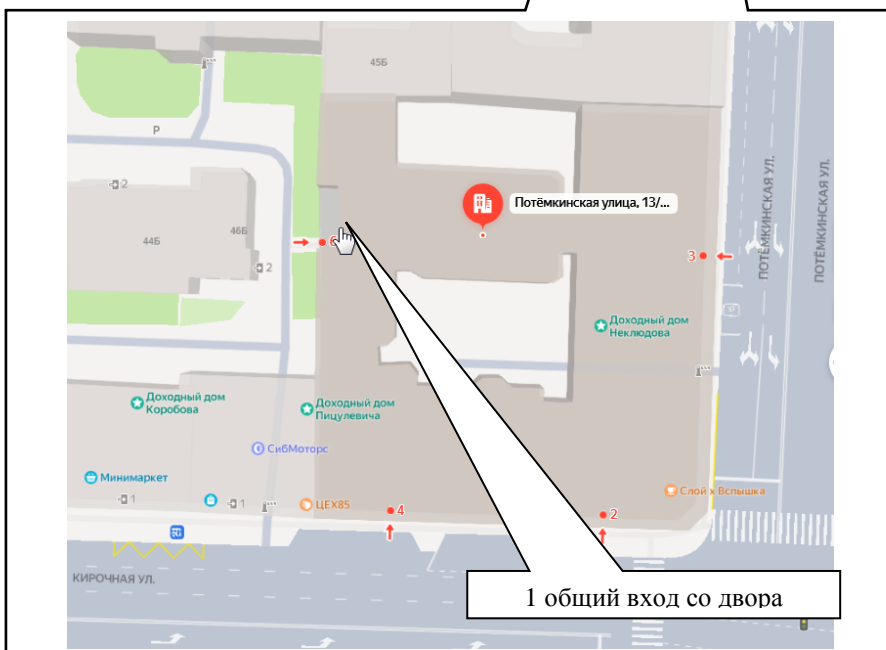 45Б
Р
2
44Б
46Б
2
6
Потёмкинская улица, 13/...
3
ПОТЁМКИНСКАЯ УЛ.
ПОТЁМКИНСКАЯ УЛ.
Доходный дом
Неклюдова
Доходный дом
Коробова
Доходный дом
Пицулевича
СибМоторс
Минимаркет
1
1
ЦЕХ85
4
2
Слой х Вспышка
КИРОЧНАЯ УЛ.
1 общий вход со двора